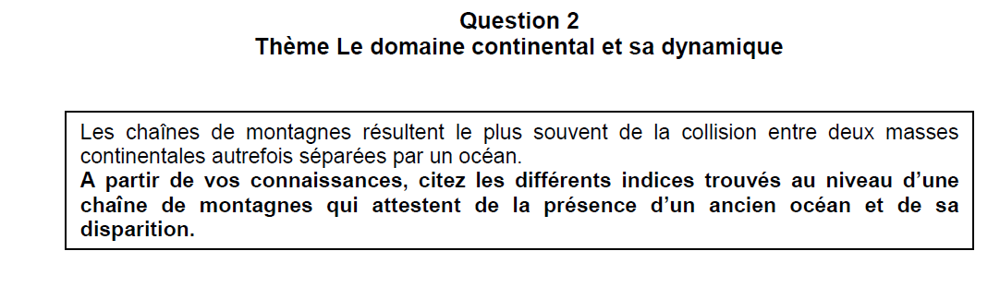 Question 2
Thème Le domaine continental et sa dynamique
Les chaînes de montagnes résultent le plus souvent de la collision entre deux masses
continentales autrefois séparées par un océan.
A partir de vos connaissances, citez les différents indices trouvés au niveau d’une
chaîne de montagnes qui attestent de la présence d’un ancien océan et de sa
disparition.